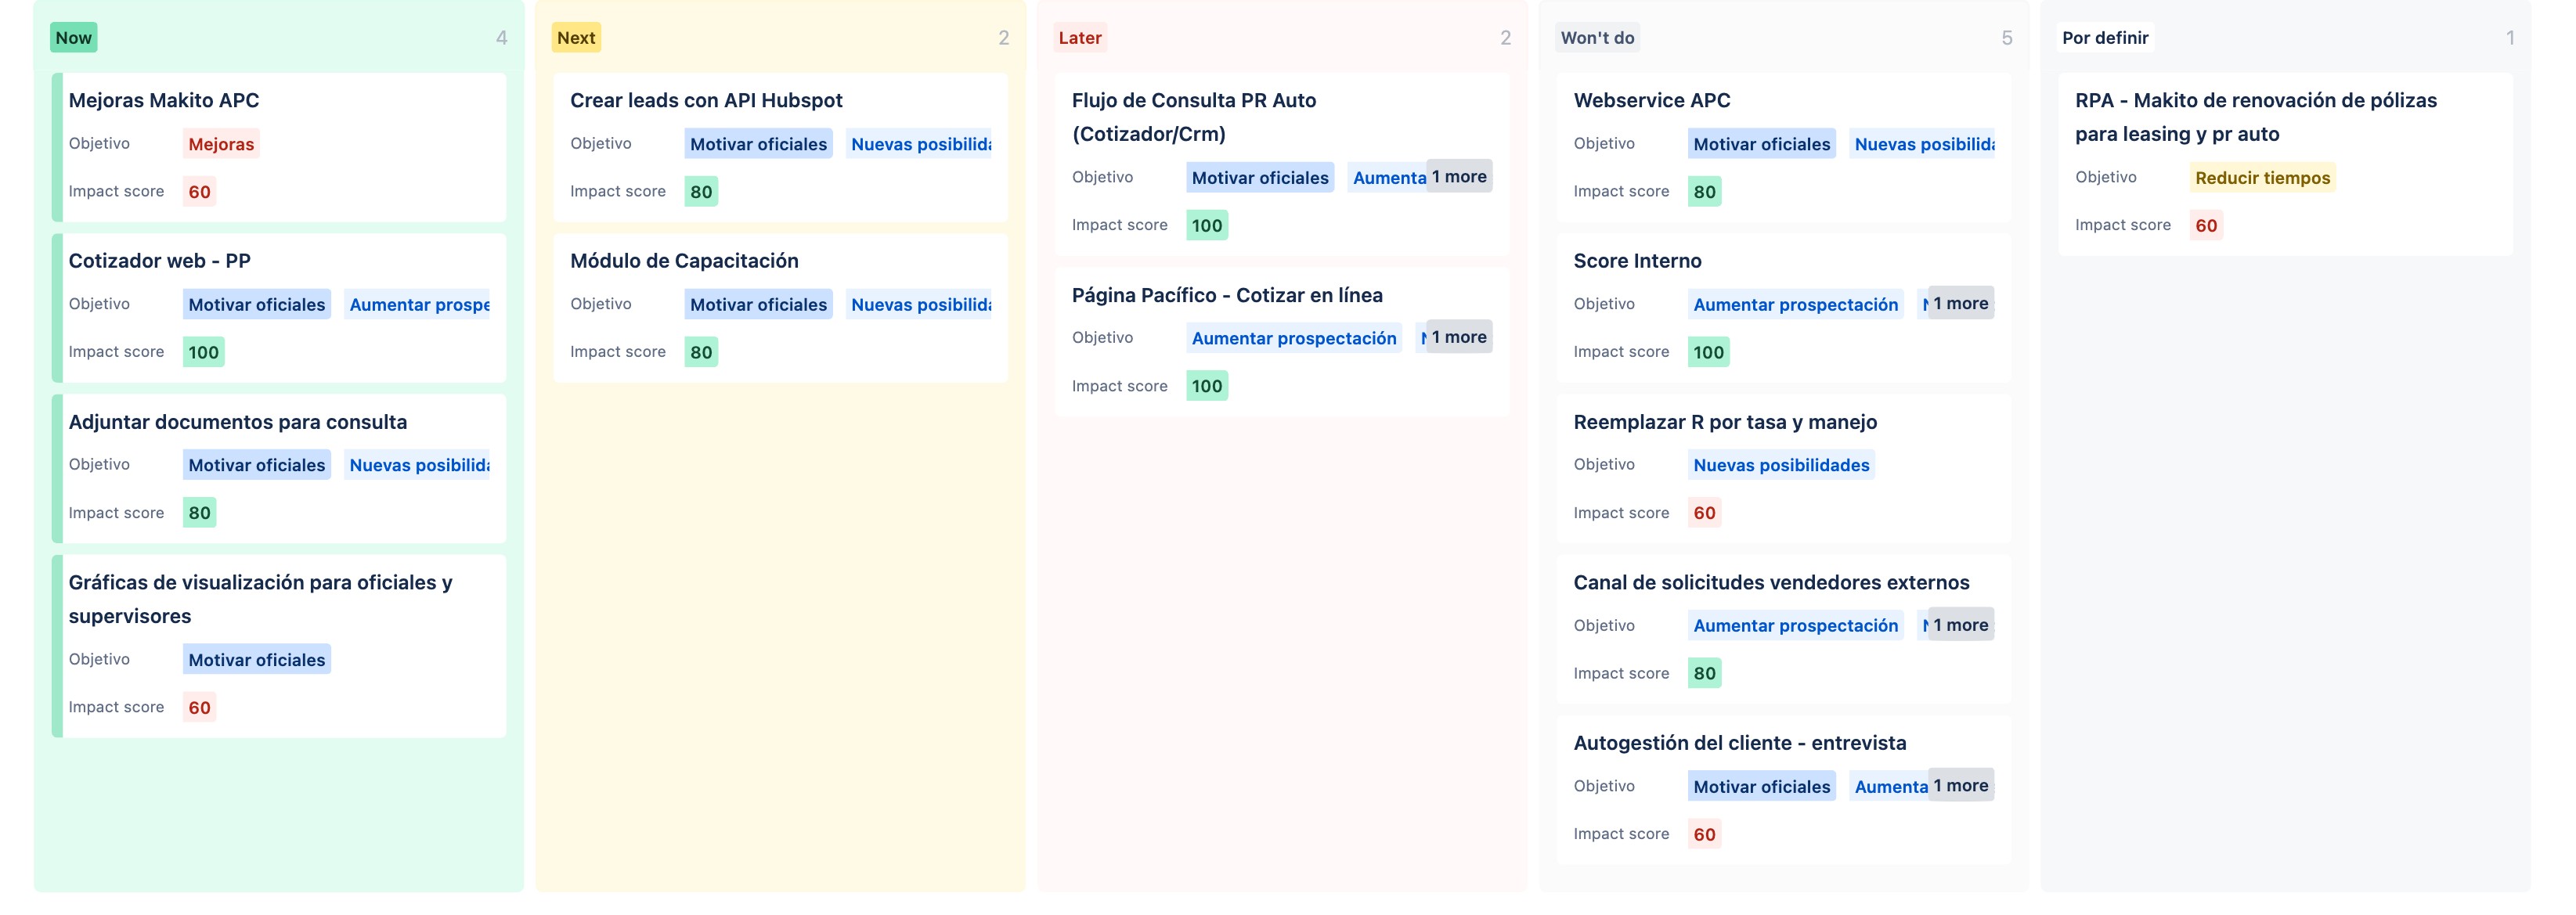 Now 4
Mejoras Makito APC
Objetivo Mejoras
Impact score 60
Cotizador web - PP
Objetivo Motivar oficiales Aumentar prospe
Impact score 100
Adjuntar documentos para consulta
Objetivo Motivar oficiales Nuevas posibilida
Impact score 80
Gráficas de visualización para oficiales y
supervisores
Objetivo Motivar oficiales
Impact score 60
Next 2
Crear leads con API Hubspot
Objetivo Motivar oficiales Nuevas posibilida
Impact score 80
Módulo de Capacitación
Objetivo Motivar oficiales Nuevas posibilida
Impact score 80
Later 2
Flujo de Consulta PR Auto
(Cotizador/Crm)
Objetivo Motivar oficiales Aumenta 1 more
Impact score 100
Página Pacífico - Cotizar en línea
Objetivo Aumentar prospectación 1 more
Impact score 100
Won't do 5
Webservice APC
Objetivo Motivar oficiales Nuevas posibilida
Impact score 80
Score Interno
Objetivo Aumentar prospectación 1 more
Impact score 100
Reemplazar R por tasa y manejo
Objetivo Nuevas posibilidades
Impact score 60
Canal de solicitudes vendedores externos
Objetivo Aumentar prospectación 1 more
Impact score 80
Autogestión del cliente - entrevista
Objetivo Motivar oficiales Aumenta 1 more
Impact score 60
Por definir 1
RPA - Makito de renovación de pólizas
para leasing y pr auto
Objetivo Reducir tiempos
Impact score 60